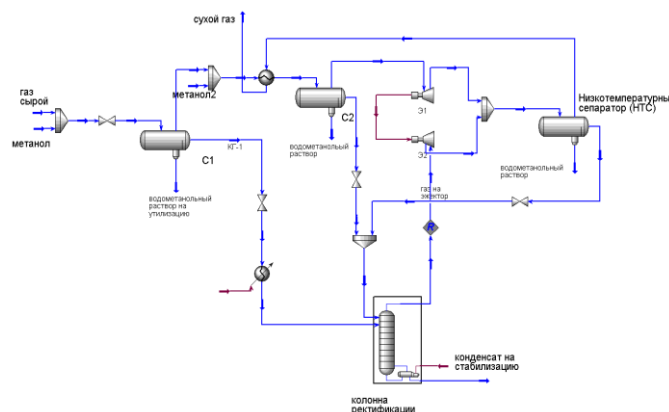 сухой газ
газ
сырой
метанол
метанол2
С1
КГ-1
водометанольный
раствор на
утилизацию
С2
водометанольный
раствор
Э1
Э2
газ на
эжектор
Низкотемпературны
сепаратор (НТС)
водометанольный
раствор
R
колонна
ректификации
конденсат на
стабилизацию